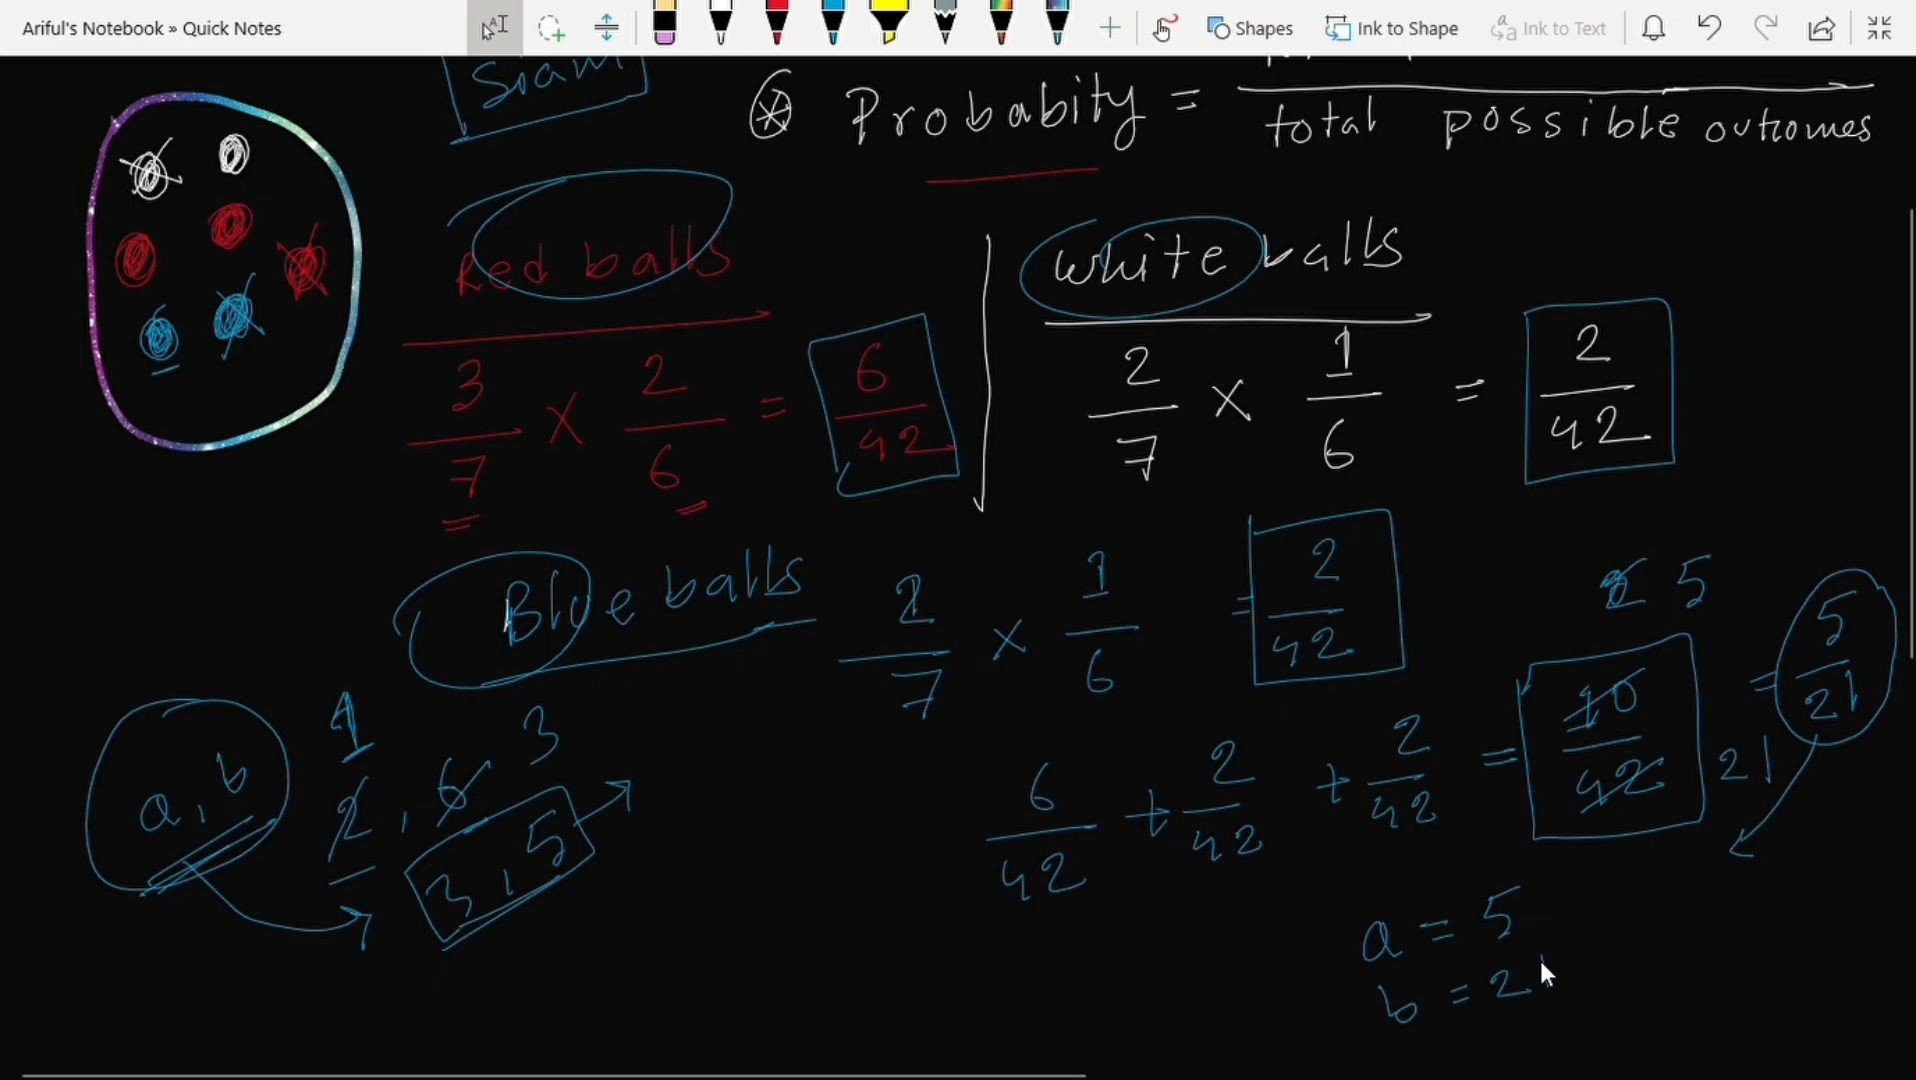 Ariful's Notebook » Quick Notes
Shapes
Ink to Shape
Ink to Text
Siam
Probabity = total possible outcomes
Red balls
3/7 × 2/6 = 6/42
white balls
2/7 × 1/6 = 2/42
Blue balls 2/7 × 1/6 = 2/42
5
6/42 + 2/42 + 2/42 = 10/42 = 5/21
21
a, b
1
2, 6 3
3, 5
a = 5
b = 2